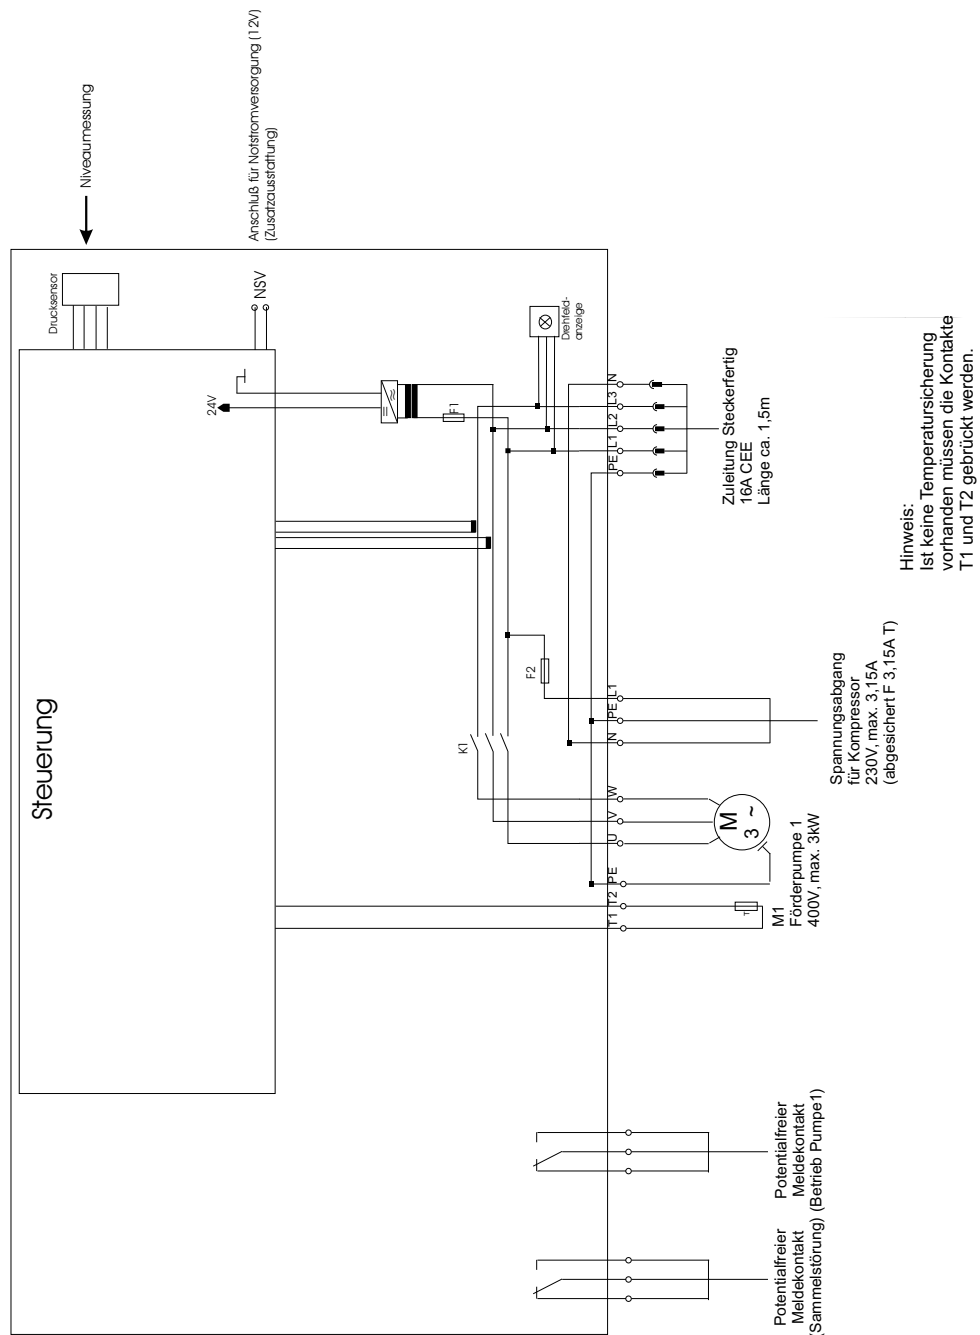 Steuerung
Drucksensor
Niveaumessung
Anschluß für Notstromversorgung (12V)
(Zusatzausstattung)
NSV
24V
F1
Drehfeld-
anzeige
K1
F2
T1
T2
PE
U
V
W
N
PE
L1
PE
L1
L2
L3
N
M
3 ~
T
Potentialfreier
Meldekontakt
(Sammelstörung)
Potentialfreier
Meldekontakt
(Betrieb Pumpe1)
M1
Förderpumpe 1
400V, max. 3kW
Spannungsabgang
für Kompressor
230V, max. 3,15A
(abgesichert F 3,15A T)
Zuleitung Steckerfertig
16A CEE
Länge ca. 1,5m
Hinweis:
Ist keine Temperatursicherung
vorhanden müssen die Kontakte
T1 und T2 gebrückt werden.